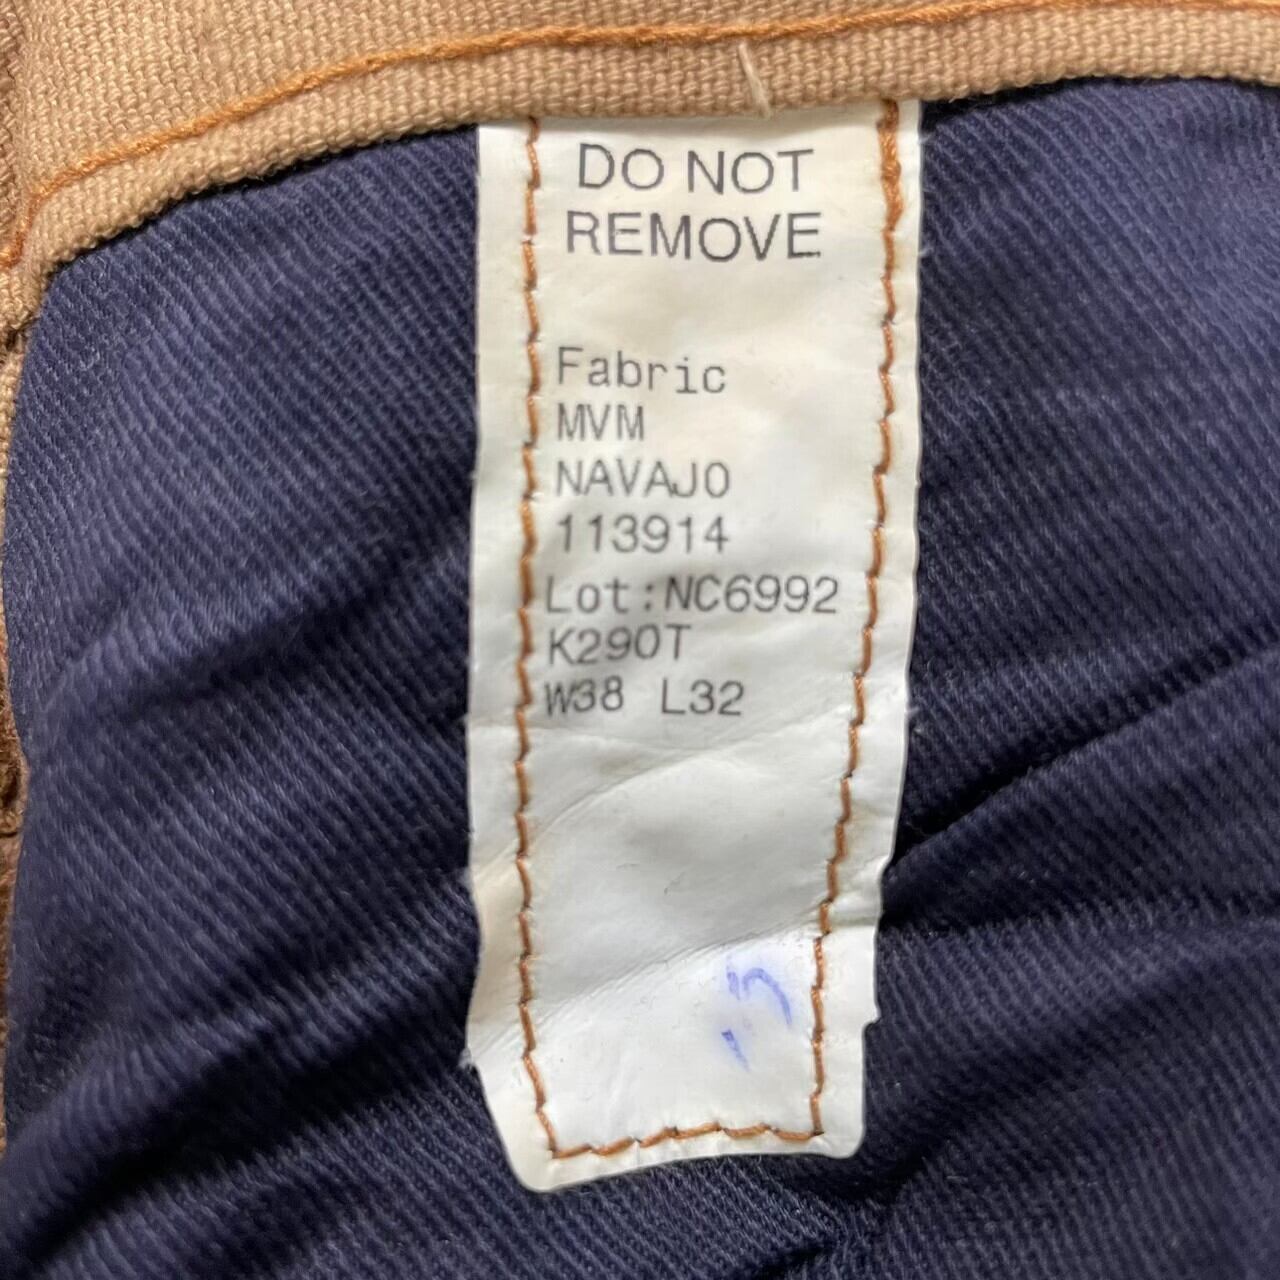 DO NOT
REMOVE
Fabric
MVM
NAVAJO
113914
Lot:NC6992
K290T
W38 L32